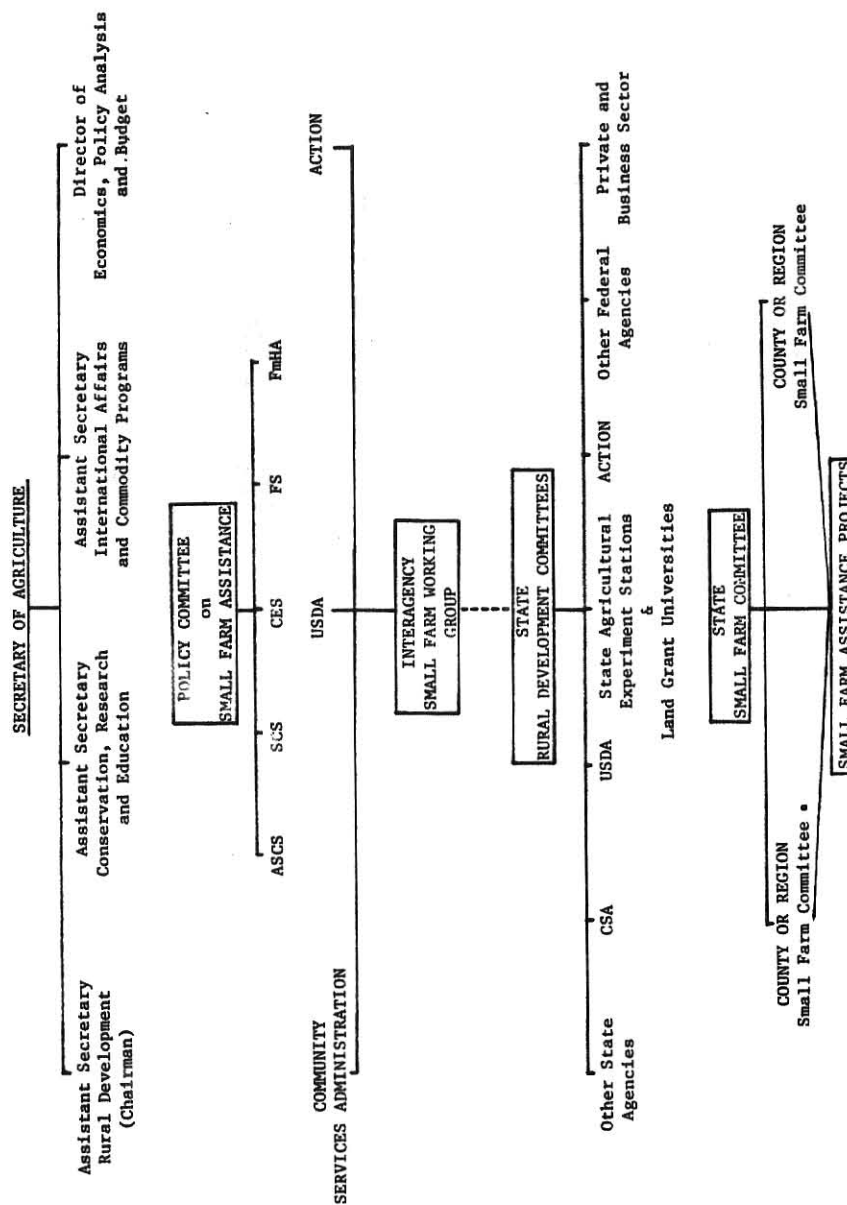 SECRETARY OF AGRICULTURE
Assistant Secretary
Rural Development
(Chairman)
Assistant Secretary
Conservation, Research
and Education
Assistant Secretary
International Affairs
and Commodity Programs
Director of
Economics, Policy Analysis
and Budget
POLICY COMMITTEE
on
SMALL FARM ASSISTANCE
ASCS
SCS
CES
FS
FmHA
COMMUNITY
SERVICES ADMINISTRATION
USDA
ACTION
INTERAGENCY
SMALL FARM WORKING
GROUP
STATE
RURAL DEVELOPMENT COMMITTEES
Other State
Agencies
CSA
USDA
State Agricultural
Experiment Stations
&
Land Grant Universities
ACTION
Other Federal
Agencies
Private and
Business Sector
STATE
SMALL FARM COMMITTEE
COUNTY OR REGION
Small Farm Committee
COUNTY OR REGION
Small Farm Committee
SMALL FARM ASSISTANCE PROJECTS